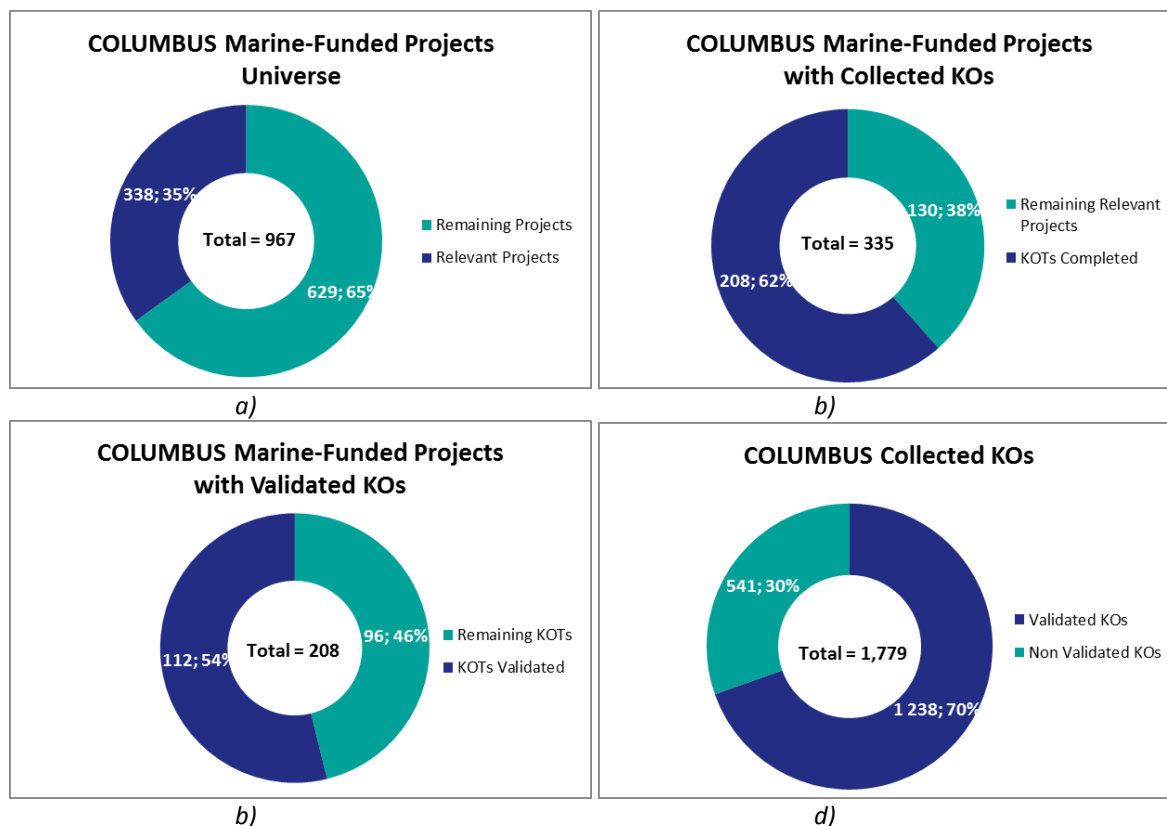 COLUMBUS Marine-Funded Projects
Universe
338; 35%
Total = 967
629; 65%
Remaining Projects
Relevant Projects
a)
COLUMBUS Marine-Funded Projects
with Collected KOs
130; 38%
Total = 335
208; 62%
Remaining Relevant
Projects
KOTs Completed
b)
COLUMBUS Marine-Funded Projects
with Validated KOs
96; 46%
112; 54%
Total = 208
Remaining KOTs
KOTs Validated
b)
COLUMBUS Collected KOs
541; 30%
Total = 1,779
1 238; 70%
Validated KOs
Non Validated KOs
d)